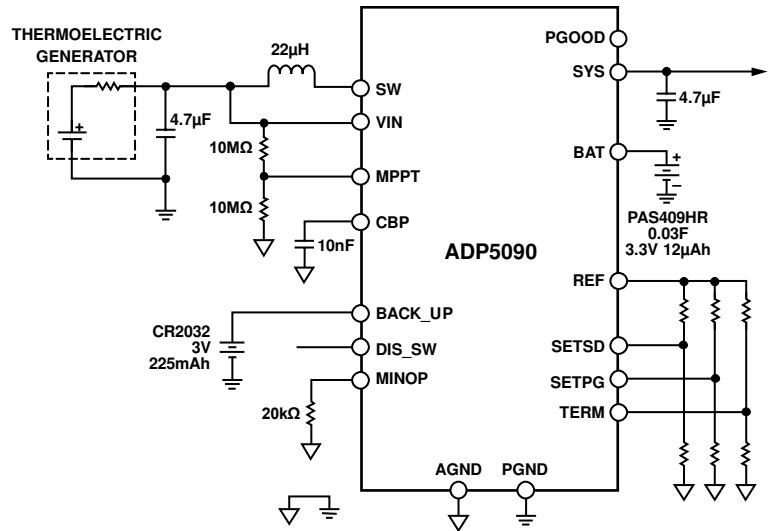 THERMOELECTRIC
GENERATOR
+
4.7µF
22µH
10MΩ
10MΩ
10nF
CR2032
3V
225mAh
20kΩ
SW
VIN
MPPT
CBP
BACK_UP
DIS_SW
MINOP
ADP5090
AGND
PGND
PGOOD
SYS
BAT
REF
SETSD
SETPG
TERM
4.7µF
+
–
PAS409HR
0.03F
3.3V 12µAh